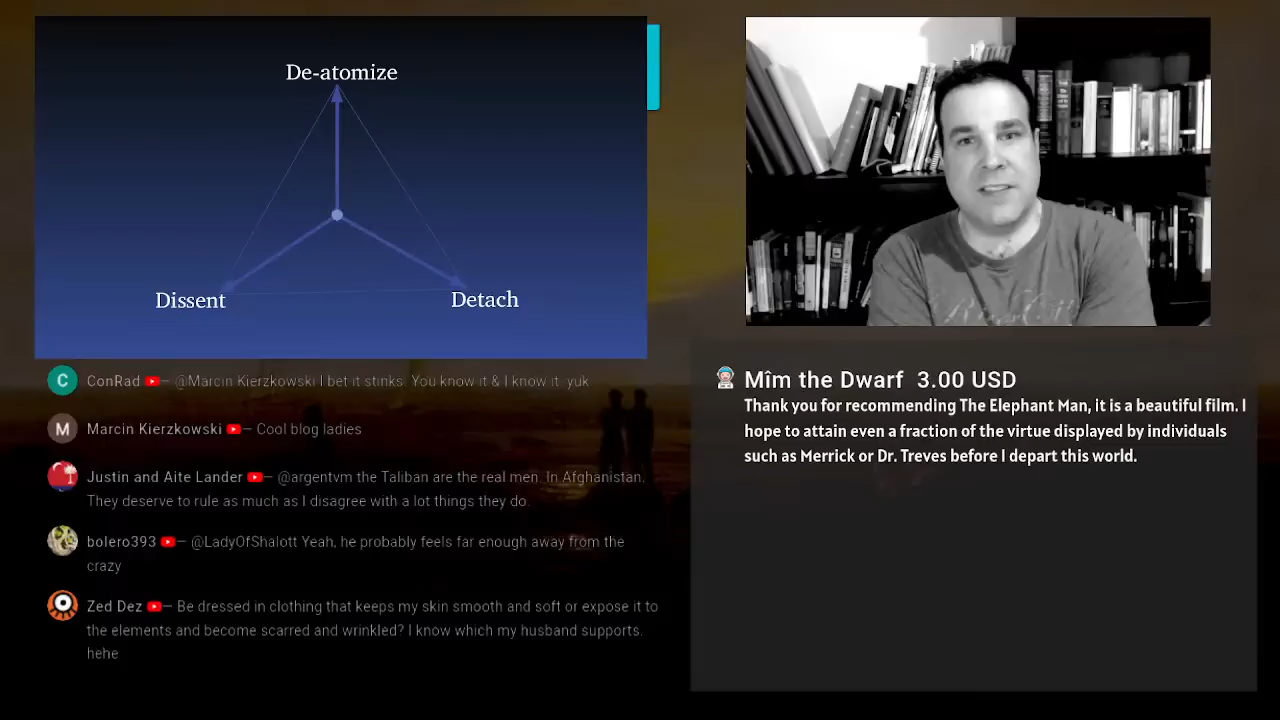 De-atomize
Dissent
Detach
C ConRad — @Marcin Kierzkowski I bet it stinks. You know it & I know it yuk
M Marcin Kierzkowski — Cool blog ladies
Justin and Aite Lander — @argentvm the Taliban are the real men. In Afghanistan.
They deserve to rule as much as I disagree with a lot things they do.
bolero393 — @LadyOfShalott Yeah, he probably feels far enough away from the
crazy
Zed Dez — Be dressed in clothing that keeps my skin smooth and soft or expose it to
the elements and become scarred and wrinkled? I know which my husband supports.
hehe
Mîm the Dwarf 3.00 USD
Thank you for recommending The Elephant Man, it is a beautiful film. I
hope to attain even a fraction of the virtue displayed by individuals
such as Merrick or Dr. Treves before I depart this world.